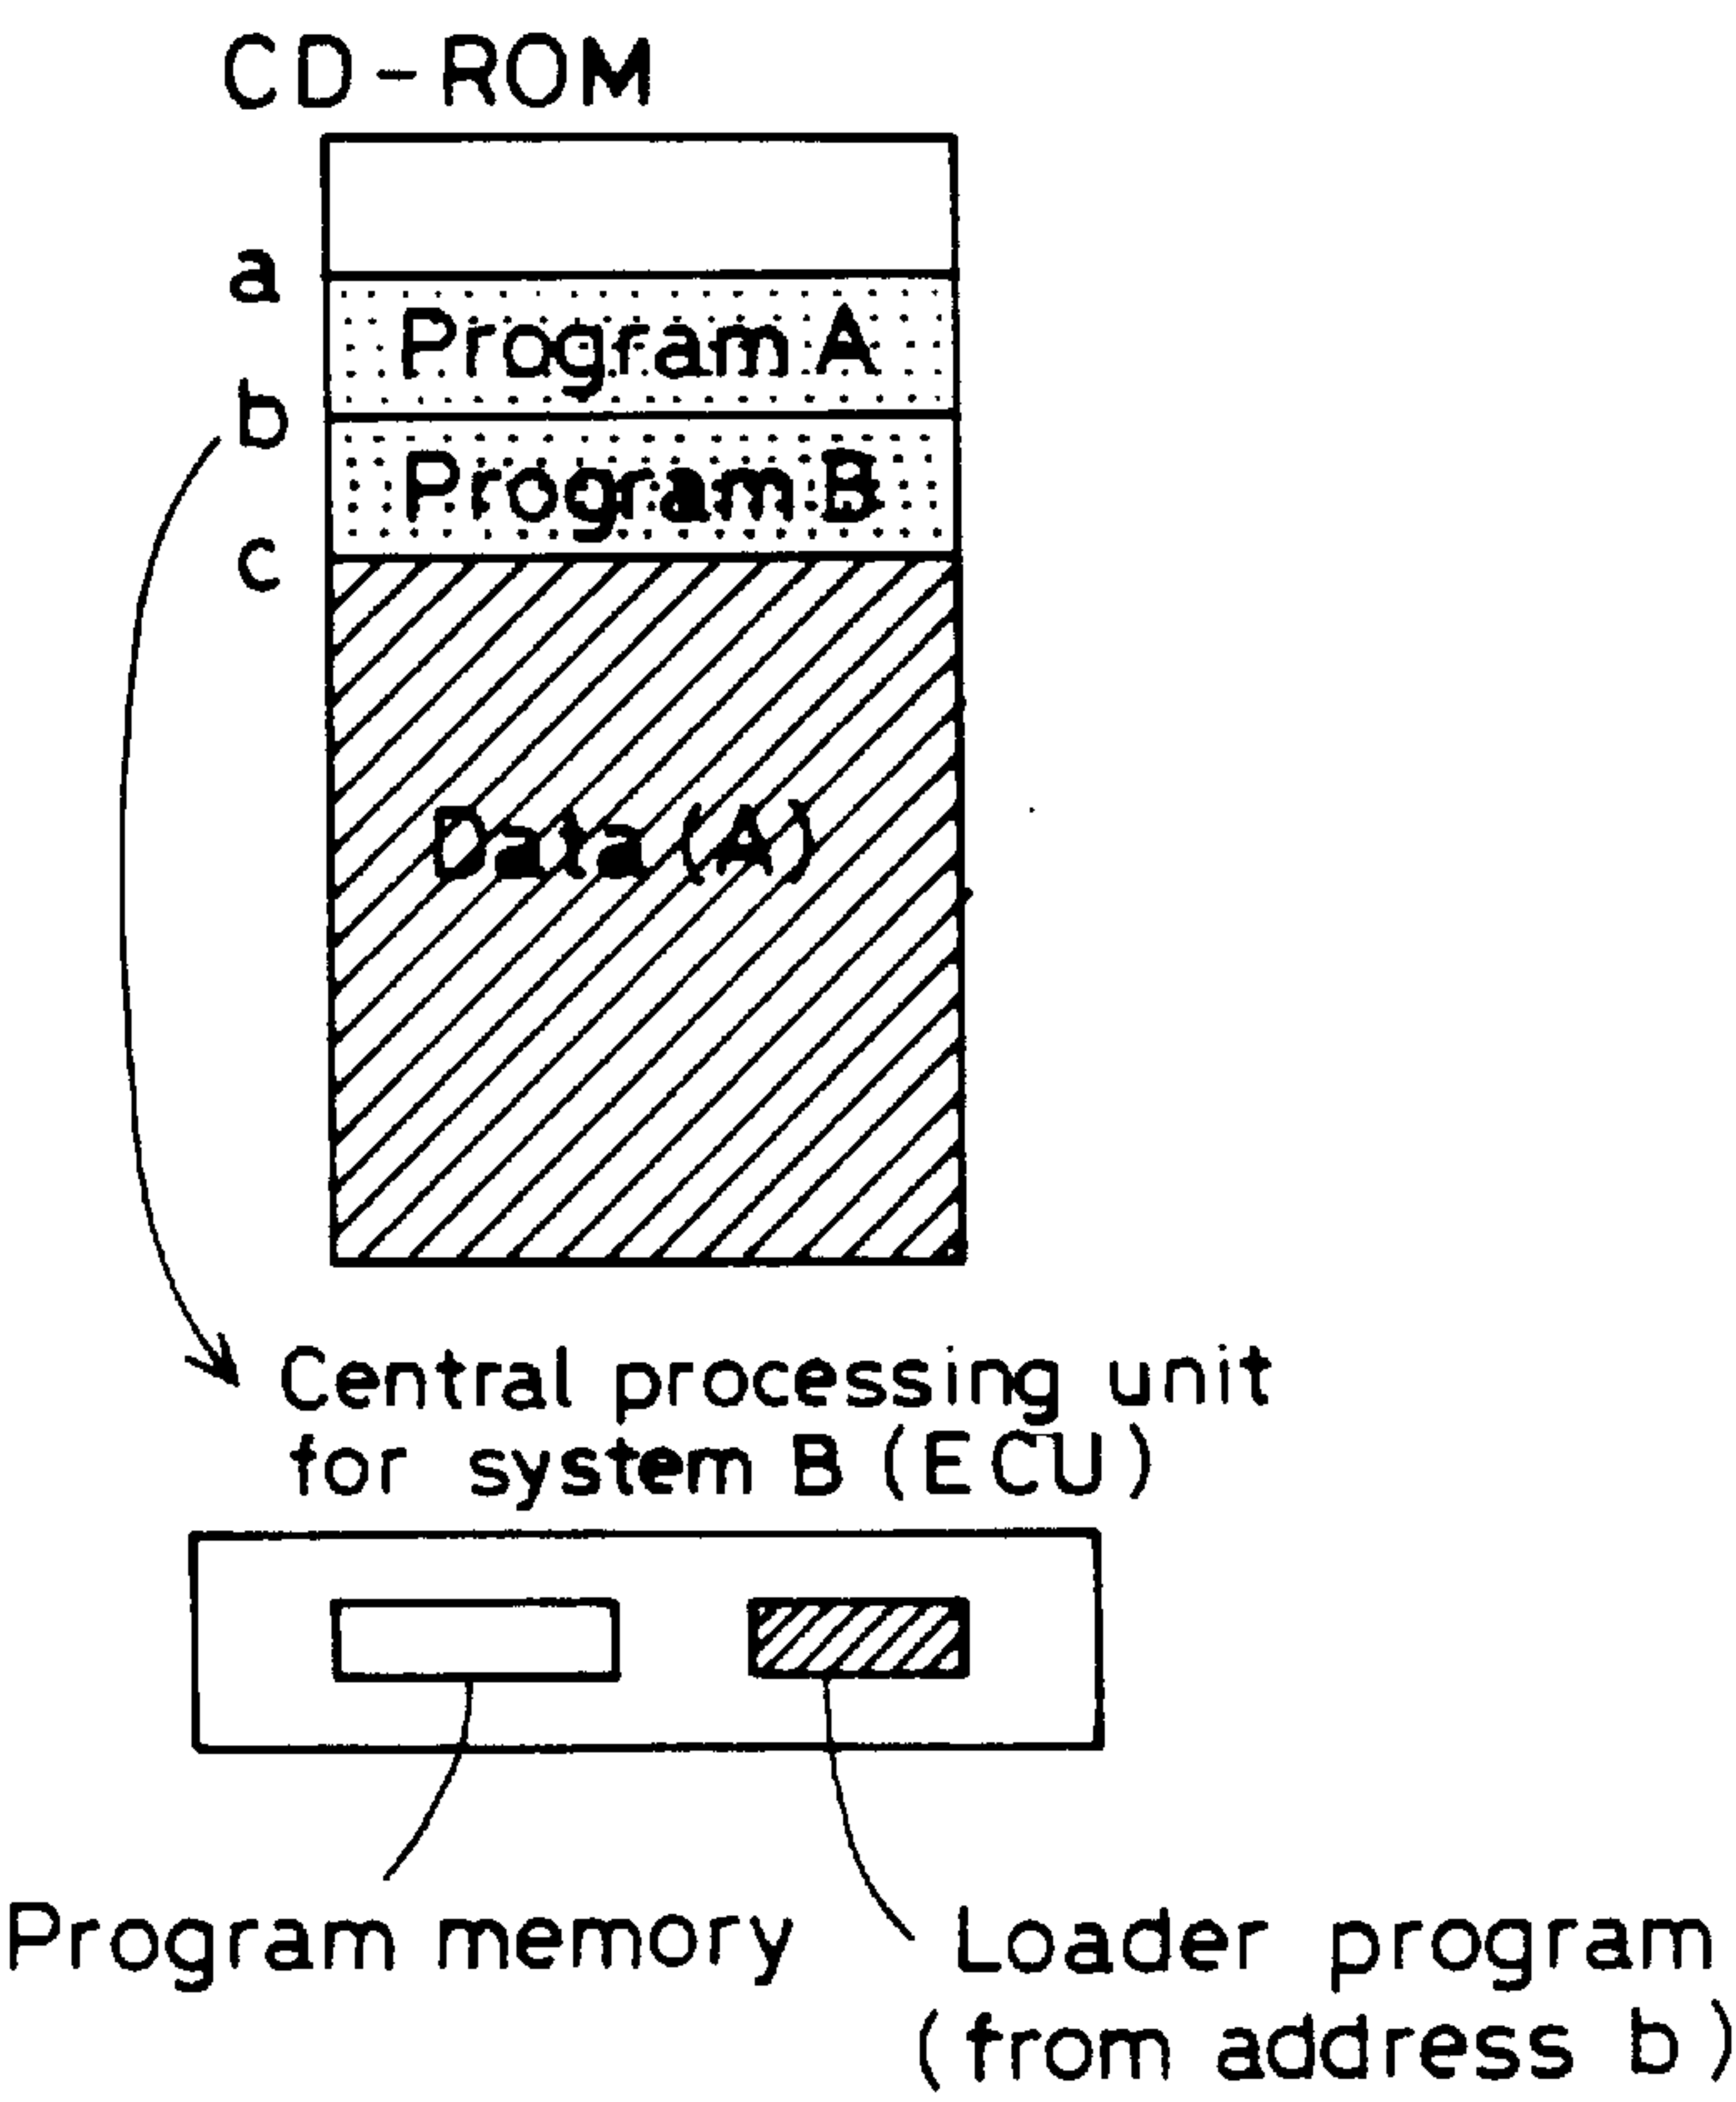 CD-ROM
a
Program A
b
Program B
c
Data (A)
Central processing unit
for system B (ECU)
Program memory
Loader program
(from address b)